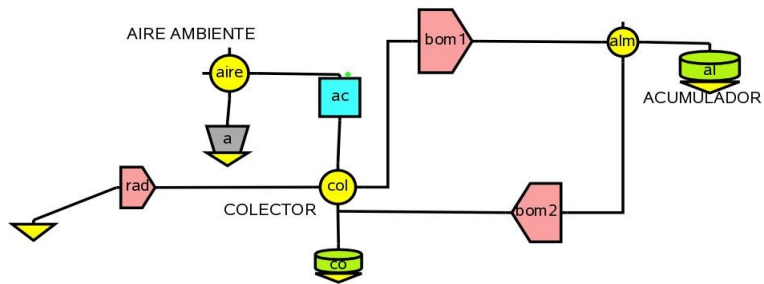 AIRE AMBIENTE
bom1
alm
aire
al
ac
ACUMULADOR
a
rad
col
COLECTOR
bom2
co